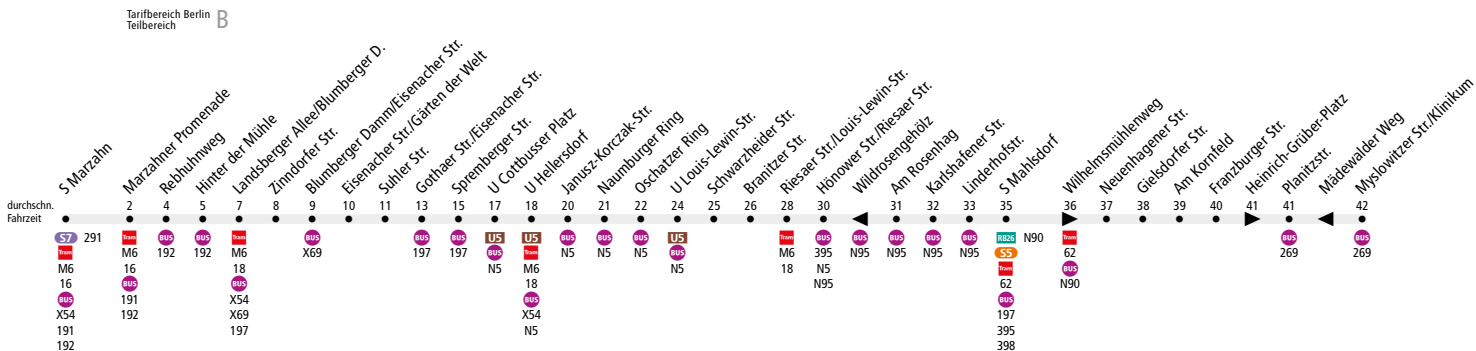 Tarifbereich Berlin B
Teilbereich
S Marzahn
Marzahner Promenade
Rebhuhnweg
Hinter der Mühle
Landsberger Allee/Blumberger D.
Zinndorfer Str.
Blumberger Damm/Eisenacher Str.
Eisenacher Str./Gärten der Welt
Suhler Str.
Gothaer Str./Eisenacher Str.
Spremberger Str.
U Cottbusser Platz
U Hellersdorf
Janusz-Korczak-Str.
Naumburger Ring
Oschatzer Ring
U Louis-Lewin-Str.
Schwarzheider Str.
Branitzer Str.
Riesaer Str./Louis-Lewin-Str.
Hönower Str./Riesaer Str.
Wildrosengehölz
Am Rosenhag
Karlshafener Str.
Linderhofstr.
S Mahlsdorf
Wilhelmsmühlenweg
Neuenhagener Str.
Gielsdorfer Str.
Am Kornfeld
Franzburger Str.
Heinrich-Grüber-Platz
Planitzstr.
Mädewalder Weg
Myslowitzer Str./Klinikum
durchschn. 2 4 5 7 8 9 10 11 13 15 17 18 20 21 22 24 25 26 28 30 31 32 33 35 36 37 38 39 40 41 41 42
Fahrzeit
S7 291 Tram BUS BUS Tram BUS BUS BUS U5 U5 BUS BUS BUS U5 Tram BUS BUS BUS BUS BUS RB26 N90 Tram BUS BUS
Tram M6 192 192 M6 X69 197 197 BUS Tram N5 N5 N5 BUS M6 395 N95 N95 N95 N95 S5 62 269 269
M6 16 18 N5 M6 N5 18 N5 Tram BUS
16 BUS BUS 18 N95 62 N90
BUS 191 X54 BUS BUS
X54 192 X69 X54 197
191 197 N5 395
192 398